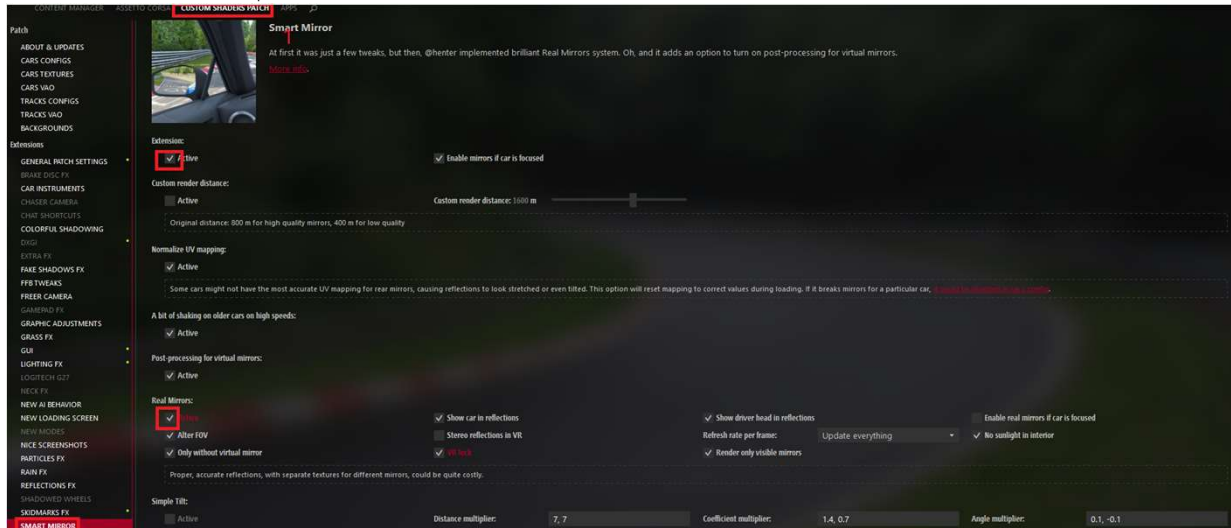 CONTENT MANAGER ASSETTO CORSA CUSTOM SHADERS PATCH APPS
Patch
ABOUT & UPDATES
CARS CONFIGS
CARS TEXTURES
CARS VAO
TRACKS CONFIGS
TRACKS VAO
BACKGROUNDS
Extensions
GENERAL PATCH SETTINGS
BRAKE DISC FX
CAR INSTRUMENTS
CHASER CAMERA
CHAT SHORTCUTS
COLORFUL SHADOWING
DXGI
EXTRA FX
FAKE SHADOWS FX
FFB TWEAKS
FREER CAMERA
GAMEPAD FX
GRAPHIC ADJUSTMENTS
GRASS FX
GUI
LIGHTING FX
LOGITECH G27
NECK FX
NEW AI BEHAVIOR
NEW LOADING SCREEN
NEW MODES
NICE SCREENSHOTS
PARTICLES FX
RAIN FX
REFLECTIONS FX
SHADOWED WHEELS
SKIDMARKS FX
SMART MIRROR
Smart Mirror
At first it was just a few tweaks, but then, @henter implemented brilliant Real Mirrors system. Oh, and it adds an option to turn on post-processing for virtual mirrors.
More info.
Extension:
Active Enable mirrors if car is focused
Custom render distance:
Active Custom render distance: 1600 m
Original distance: 800 m for high quality mirrors, 400 m for low quality
Normalize UV mapping:
Active
Some cars might not have the most accurate UV mapping for rear mirrors, causing reflections to look stretched or even tilted. This option will reset mapping to correct values during loading. If it breaks mirrors for a particular car,
A bit of shaking on older cars on high speeds:
Active
Post-processing for virtual mirrors:
Active
Real Mirrors:
Active Show car in reflections Show driver head in reflections Enable real mirrors if car is focused
Alter FOV Stereo reflections in VR Refresh rate per frame: Update everything No sunlight in interior
Only without virtual mirror VR lock Render only visible mirrors
Proper, accurate reflections, with separate textures for different mirrors, could be quite costly.
Simple Tilt:
Active Distance multiplier: 7, 7 Coefficient multiplier: 1.4, 0.7 Angle multiplier: 0.1, -0.1